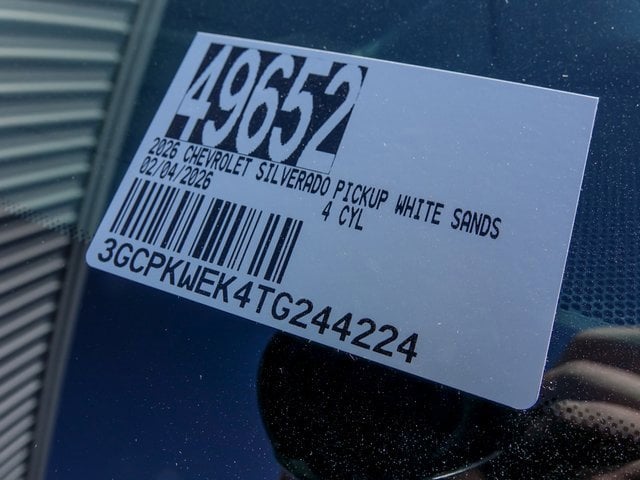 49652
2026 CHEVROLET SILVERADO PICKUP WHITE SANDS
02/04/2026 4 CYL
3GCPKWEK4TG244224